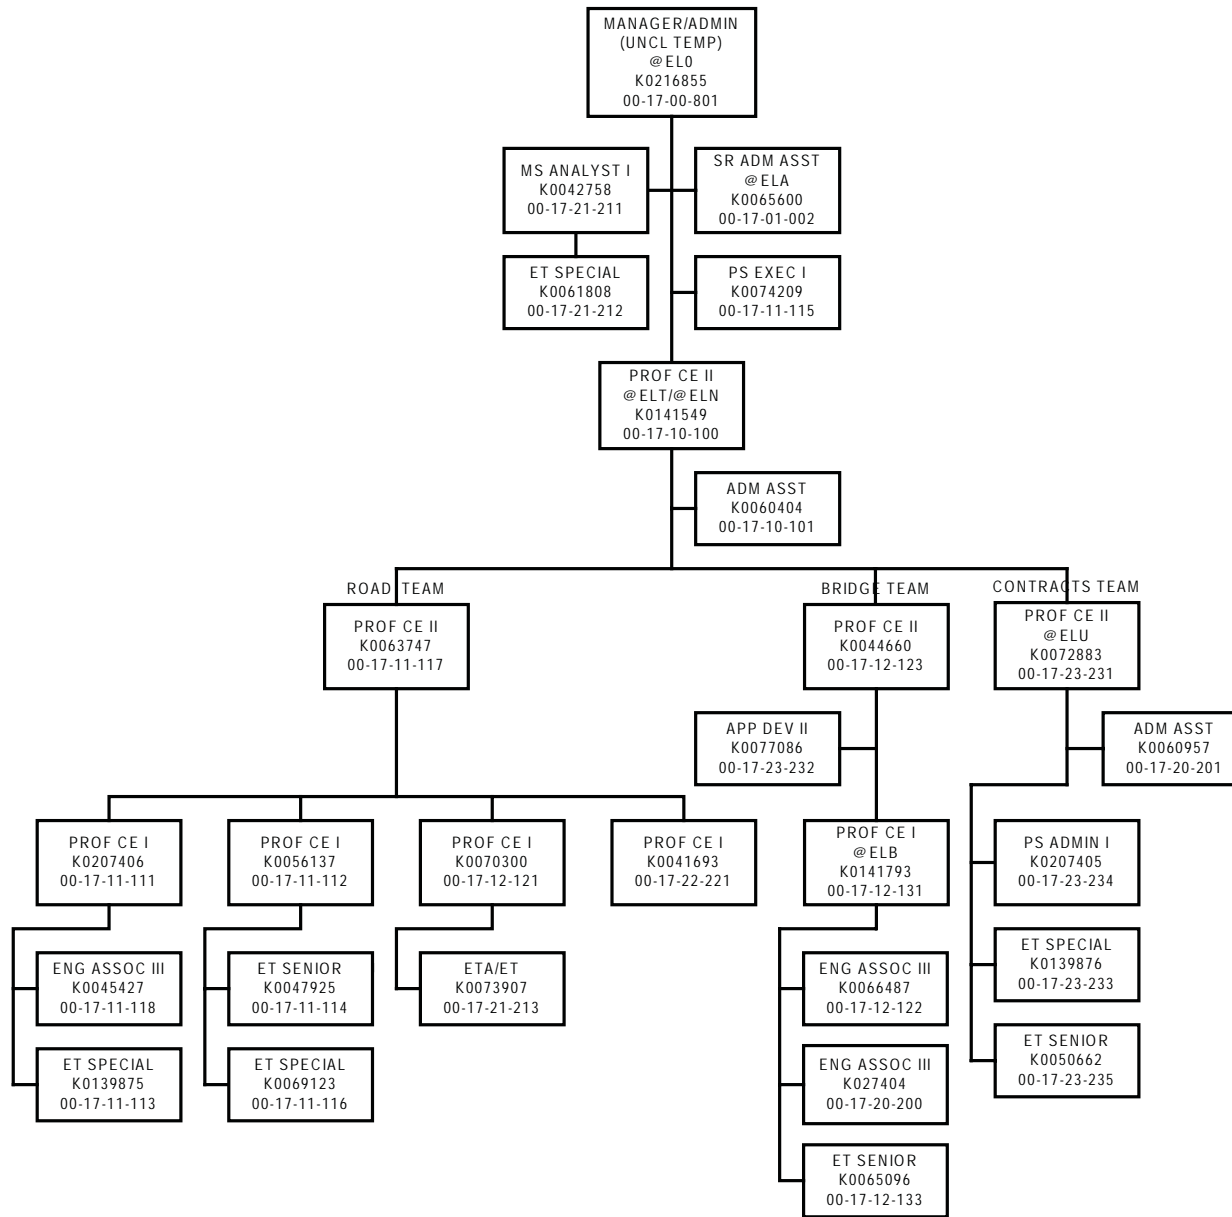 MANAGER/ADMIN
(UNCL TEMP)
@EL0
K0216855
00-17-00-801
MS ANALYST I
K0042758
00-17-21-211
SR ADM ASST
@ELA
K0065600
00-17-01-002
ET SPECIAL
K0061808
00-17-21-212
PS EXEC I
K0074209
00-17-11-115
PROF CE II
@ELT/@ELN
K0141549
00-17-10-100
ADM ASST
K0060404
00-17-10-101
ROAD TEAM
PROF CE II
K0063747
00-17-11-117
BRIDGE TEAM
PROF CE II
K0044660
00-17-12-123
CONTRACTS TEAM
PROF CE II
@ELU
K0072883
00-17-23-231
APP DEV II
K0077086
00-17-23-232
ADM ASST
K0060957
00-17-20-201
PROF CE I
K0207406
00-17-11-111
PROF CE I
K0056137
00-17-11-112
PROF CE I
K0070300
00-17-12-121
PROF CE I
K0041693
00-17-22-221
PROF CE I
@ELB
K0141793
00-17-12-131
PS ADMIN I
K0207405
00-17-23-234
ENG ASSOC III
K0045427
00-17-11-118
ET SENIOR
K0047925
00-17-11-114
ETA/ET
K0073907
00-17-21-213
ENG ASSOC III
K0066487
00-17-12-122
ET SPECIAL
K0139876
00-17-23-233
ET SPECIAL
K0139875
00-17-11-113
ET SPECIAL
K0069123
00-17-11-116
ENG ASSOC III
K027404
00-17-20-200
ET SENIOR
K0050662
00-17-23-235
ET SENIOR
K0065096
00-17-12-133